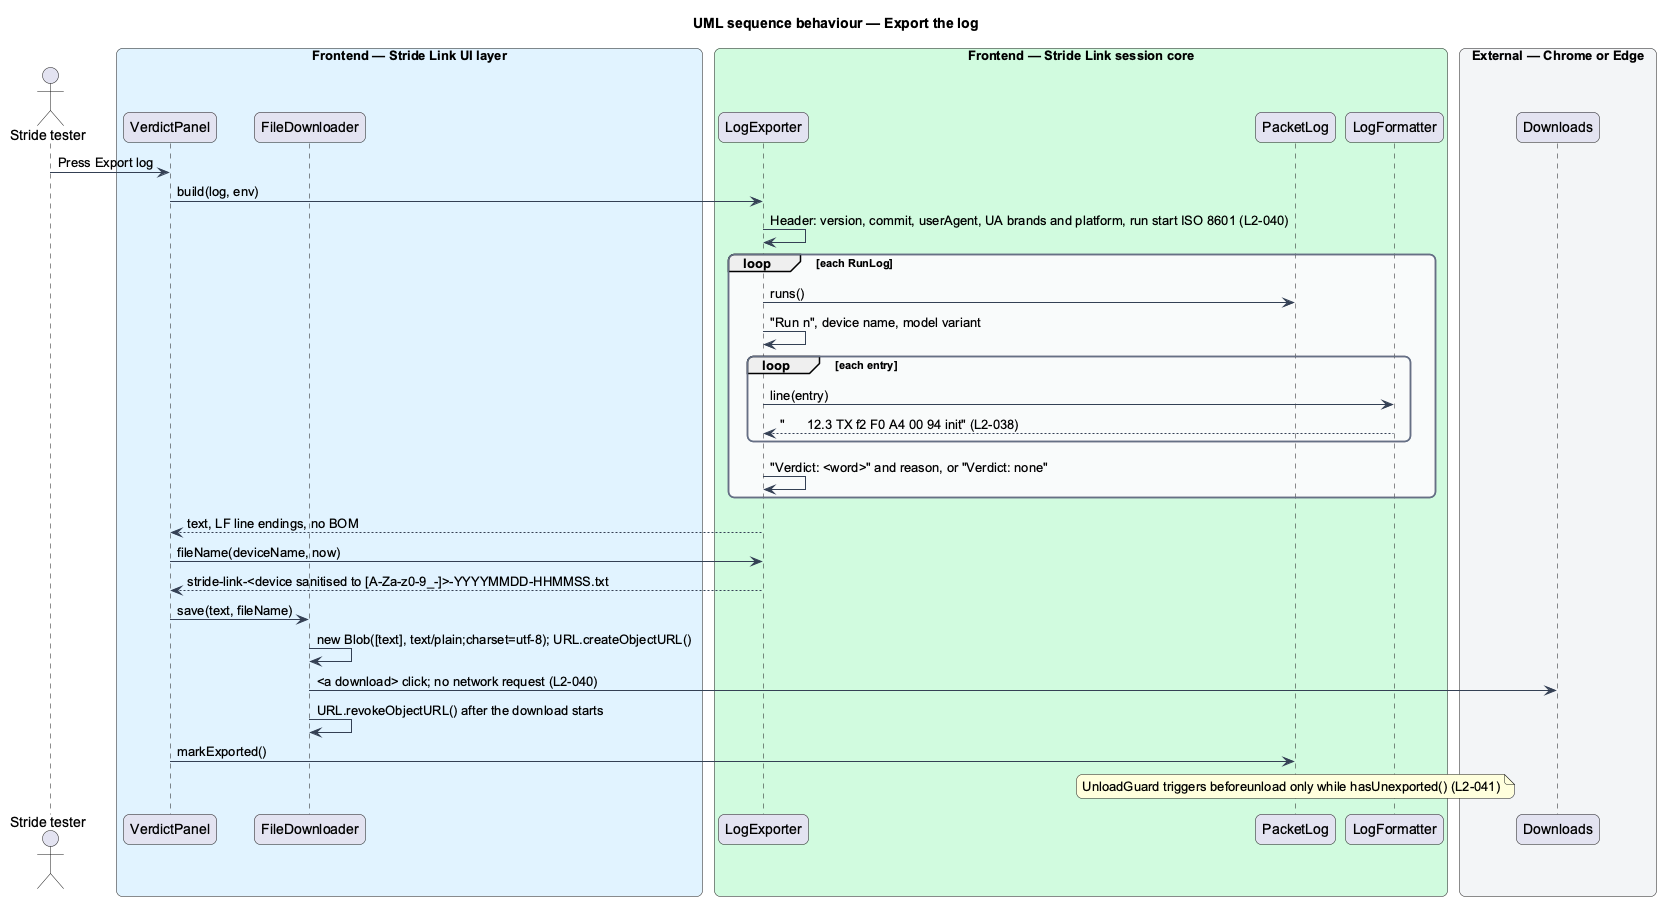 UML sequence behaviour — Export the log
Frontend — Stride Link UI layer
Frontend — Stride Link session core
External — Chrome or Edge
Stride tester
VerdictPanel
FileDownloader
LogExporter
PacketLog
LogFormatter
Downloads
Press Export log
build(log, env)
Header: version, commit, userAgent, UA brands and platform, run start ISO 8601 (L2-040)
loop [each RunLog]
runs()
"Run n", device name, model variant
loop [each entry]
line(entry)
"      12.3 TX f2 F0 A4 00 94 init" (L2-038)
"Verdict: <word>" and reason, or "Verdict: none"
text, LF line endings, no BOM
fileName(deviceName, now)
stride-link-<device sanitised to [A-Za-z0-9_-]>-YYYYMMDD-HHMMSS.txt
save(text, fileName)
new Blob([text], text/plain;charset=utf-8); URL.createObjectURL()
<a download> click; no network request (L2-040)
URL.revokeObjectURL() after the download starts
markExported()
UnloadGuard triggers beforeunload only while hasUnexported() (L2-041)
Stride tester
VerdictPanel
FileDownloader
LogExporter
PacketLog
LogFormatter
Downloads